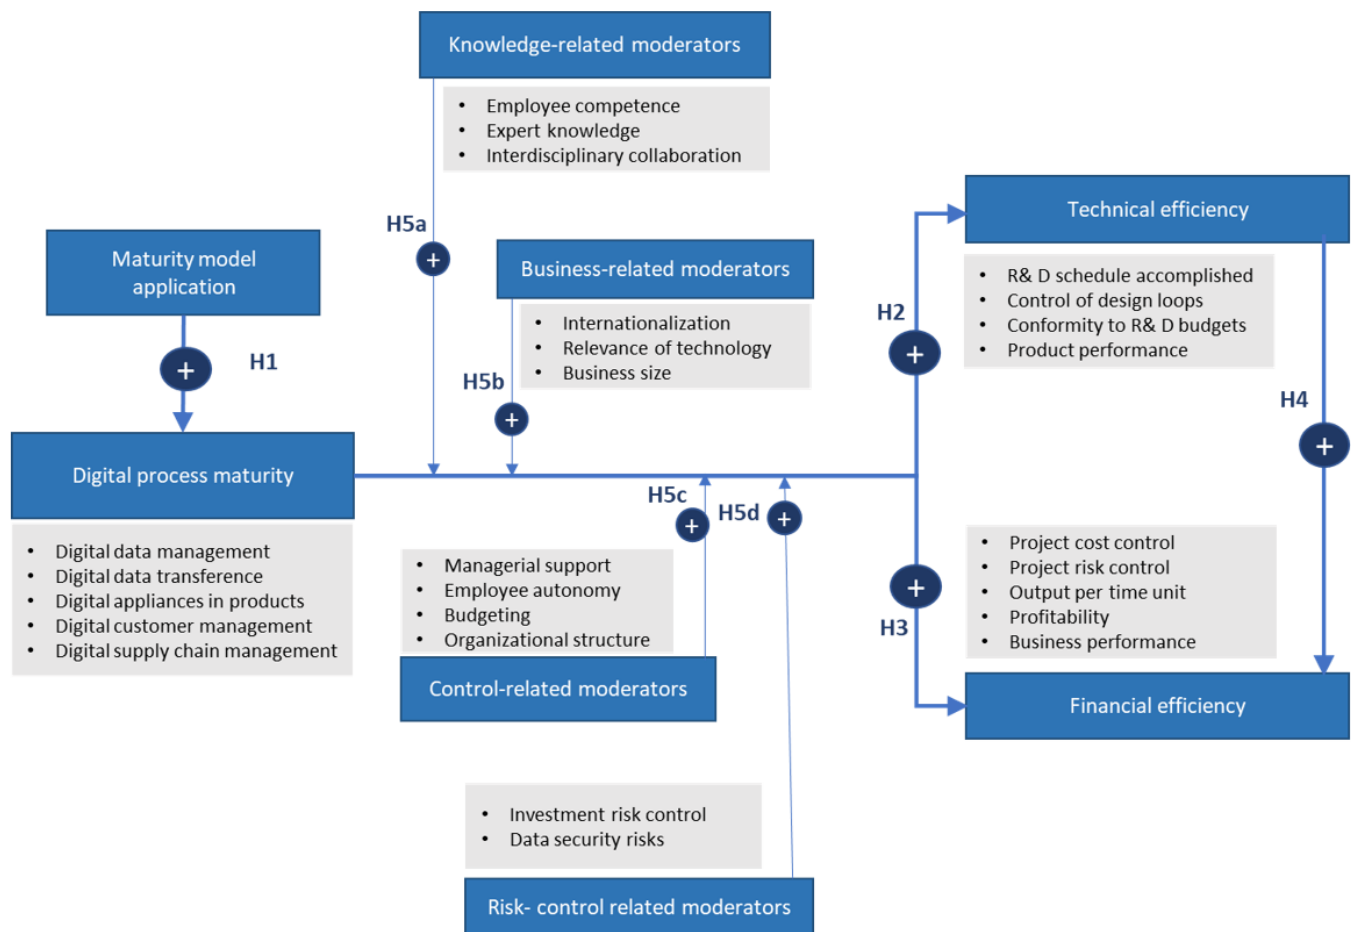 Knowledge-related moderators
• Employee competence
• Expert knowledge
• Interdisciplinary collaboration
H5a
+
Maturity model
application
H1
+
Business-related moderators
• Internationalization
• Relevance of technology
• Business size
H5b
+
Technical efficiency
• R& D schedule accomplished
• Control of design loops
• Conformity to R& D budgets
• Product performance
H2
+
H4
+
Digital process maturity
• Digital data management
• Digital data transference
• Digital appliances in products
• Digital customer management
• Digital supply chain management
H5c
+
H5d
+
• Managerial support
• Employee autonomy
• Budgeting
• Organizational structure
Control-related moderators
+
H3
• Project cost control
• Project risk control
• Output per time unit
• Profitability
• Business performance
Financial efficiency
• Investment risk control
• Data security risks
Risk- control related moderators